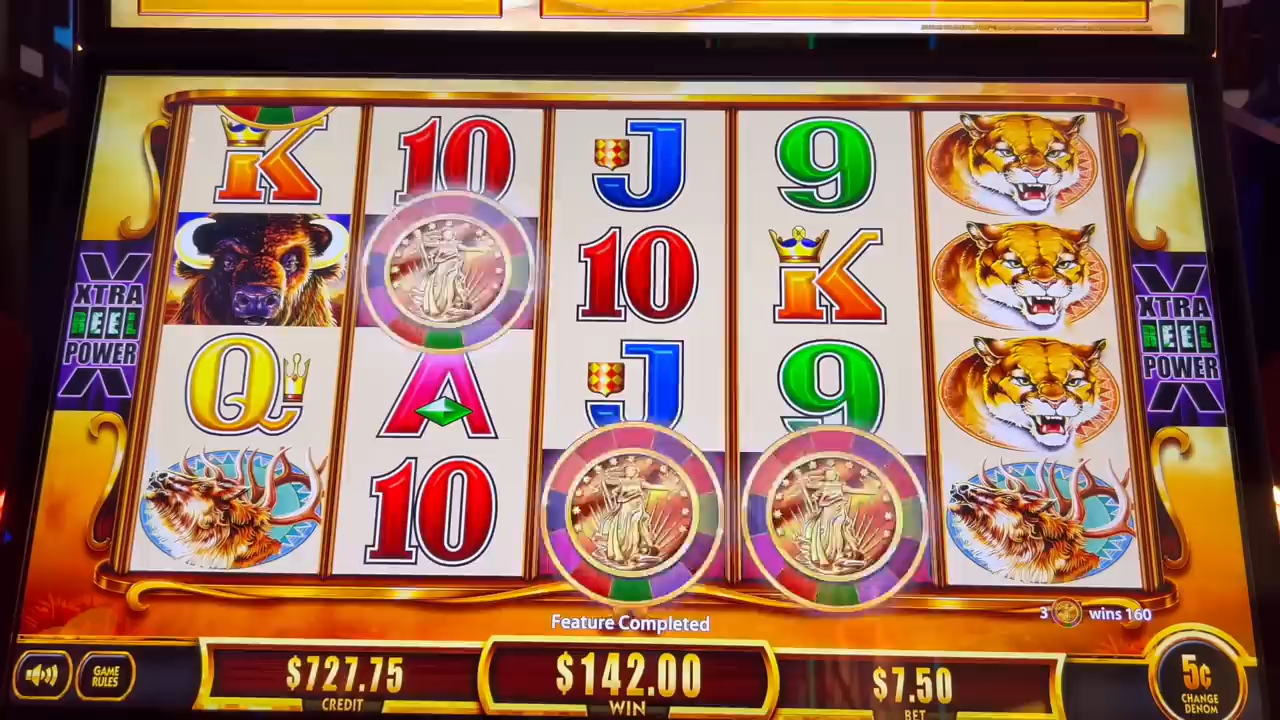 K 10 J 9
10 K
Q A J 9
10
XTRA
REEL
POWER
XTRA
REEL
POWER
Feature Completed
3 wins 160
GAME
RULES
$727.75
CREDIT
$142.00
WIN
$7.50
BET
5¢
CHANGE
DENOM